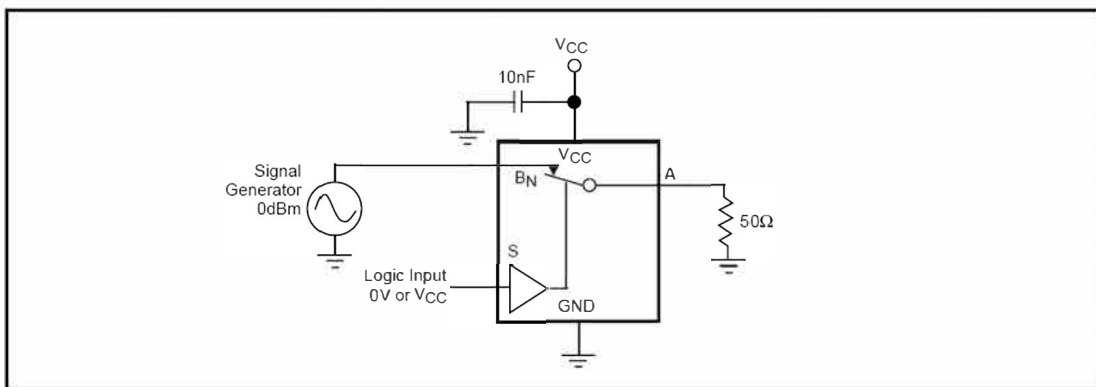 VCC
10nF
VCC
Signal
Generator
0dBm
BN
A
50Ω
S
Logic Input
0V or VCC
GND